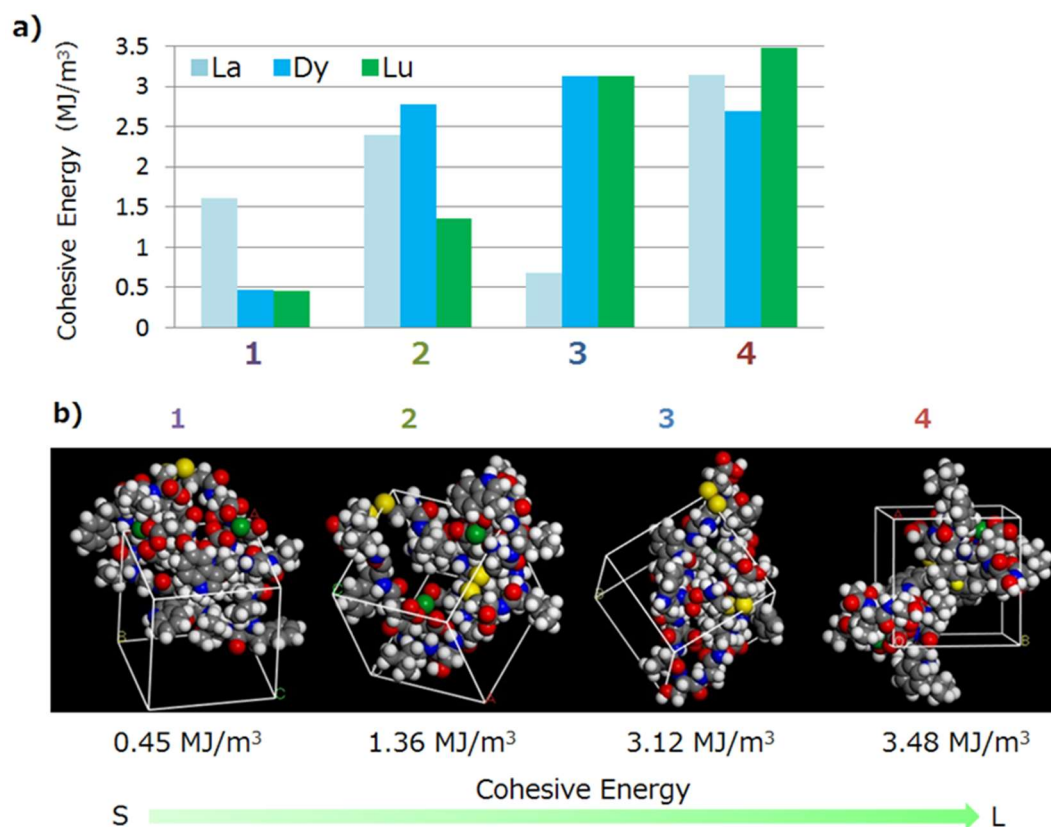 a)
Cohesive Energy (MJ/m³)
3.5
3
2.5
2
1.5
1
0.5
0
La Dy Lu
1 2 3 4
b)
1 2 3 4
A
B
C
C
A
A
B
0.45 MJ/m³ 1.36 MJ/m³ 3.12 MJ/m³ 3.48 MJ/m³
Cohesive Energy
S L